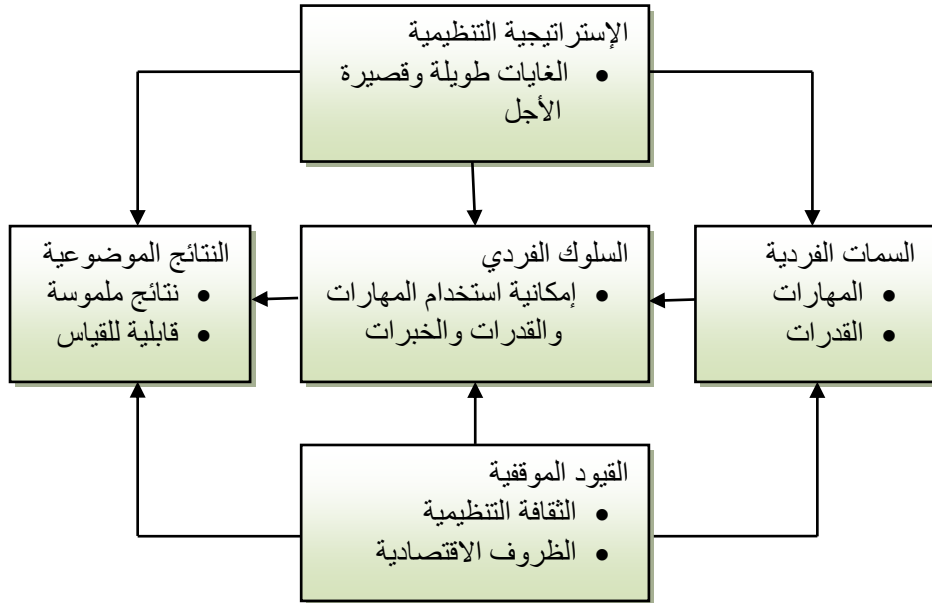 الإستراتيجية التنظيمية
• الغايات طويلة وقصيرة
الأجل
السمات الفردية
• المهارات
• القدرات
السلوك الفردي
• إمكانية استخدام المهارات
والقدرات والخبرات
النتائج الموضوعية
• نتائج ملموسة
• قابلية للقياس
القيود الموقفية
• الثقافة التنظيمية
• الظروف الاقتصادية